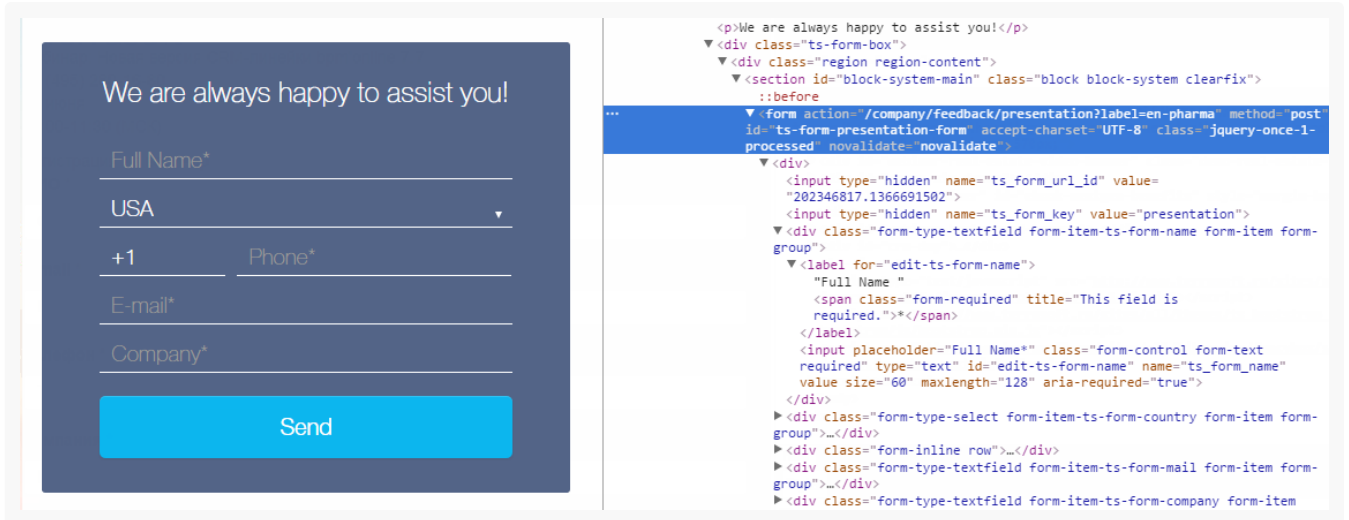 We are always happy to assist you!
Full Name*
USA
+1
Phone*
E-mail*
Company*
Send
<p>We are always happy to assist you!</p>
▼<div class="ts-form-box">
▼<div class="region region-content">
▼<section id="block-system-main" class="block block-system clearfix">
::before
▼<form action="/company/feedback/presentation?label=en-pharma" method="post"
id="ts-form-presentation-form" accept-charset="UTF-8" class="jquery-once-1-
processed" novalidate="novalidate">
▼<div>
<input type="hidden" name="ts_form_url_id" value=
"202346817.1366691502">
<input type="hidden" name="ts_form_key" value="presentation">
▼<div class="form-type-textfield form-item-ts-form-name form-item form-
group">
▼<label for="edit-ts-form-name">
"Full Name "
<span class="form-required" title="This field is
required.">*</span>
</label>
<input placeholder="Full Name*" class="form-control form-text
required" type="text" id="edit-ts-form-name" name="ts_form_name"
value size="60" maxlength="128" aria-required="true">
</div>
▶<div class="form-type-select form-item-ts-form-country form-item form-
group">…</div>
▶<div class="form-inline row">…</div>
▶<div class="form-type-textfield form-item-ts-form-mail form-item form-
group">…</div>
▶<div class="form-type-textfield form-item-ts-form-company form-item